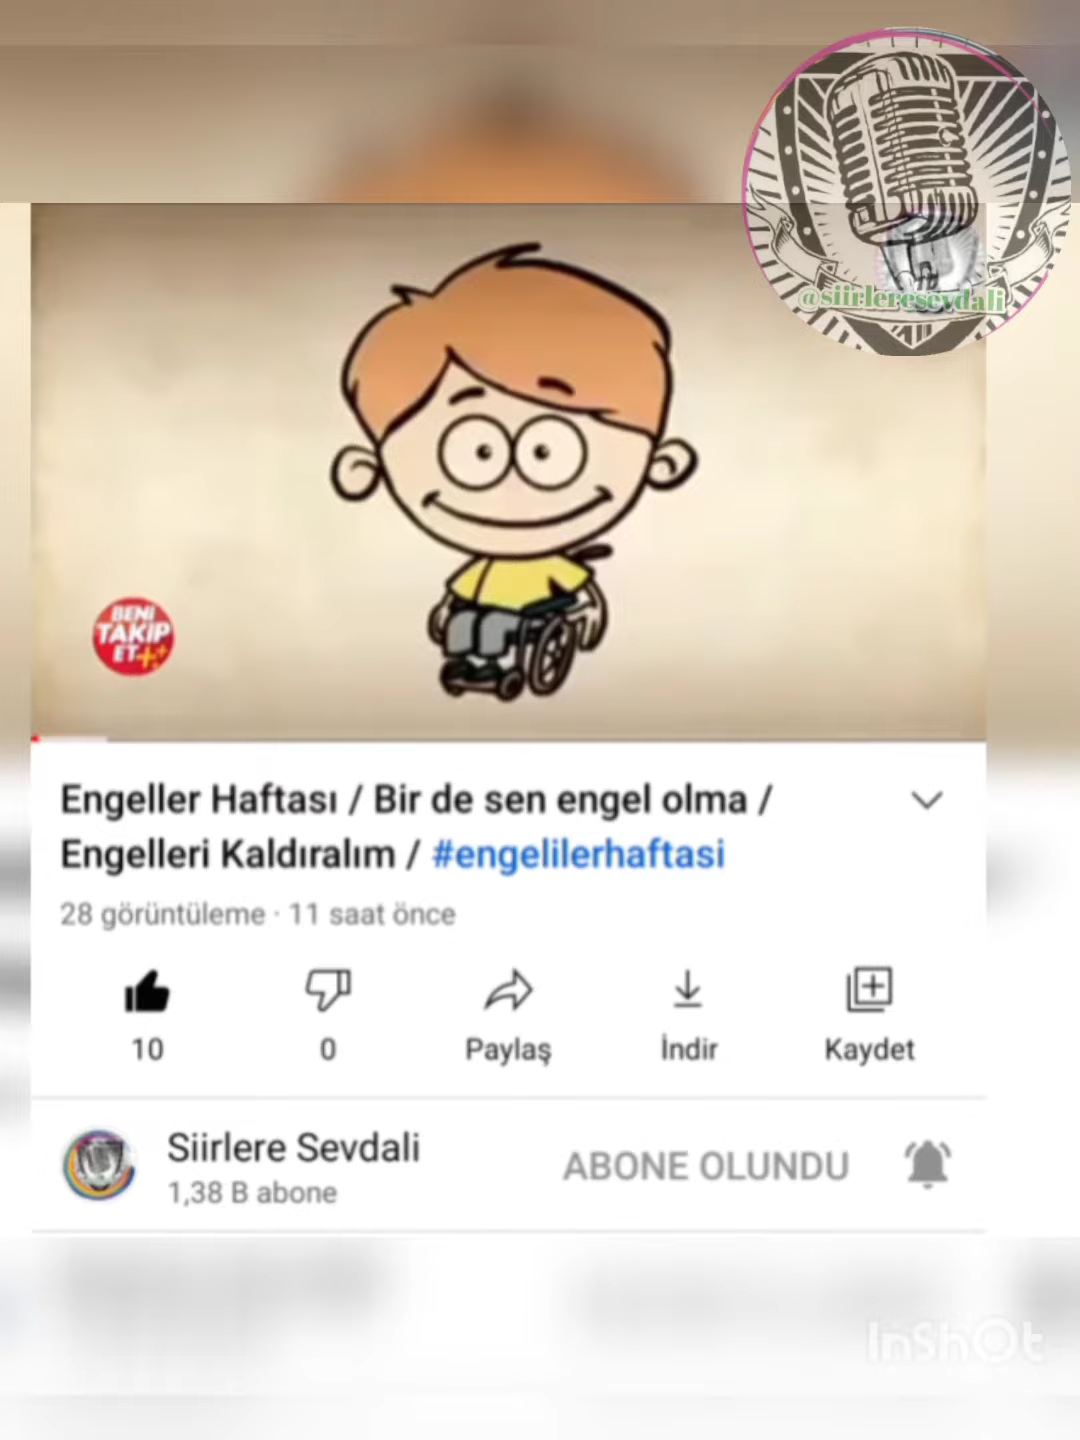 @siirleresevdali
BENİ
TAKİP
ET
Engeller Haftası / Bir de sen engel olma /
Engelleri Kaldıralım / #engelilerhaftasi
28 görüntüleme · 11 saat önce
10
0
Paylaş
İndir
Kaydet
Siirlere Sevdali
1,38 B abone
ABONE OLUNDU
InShOt